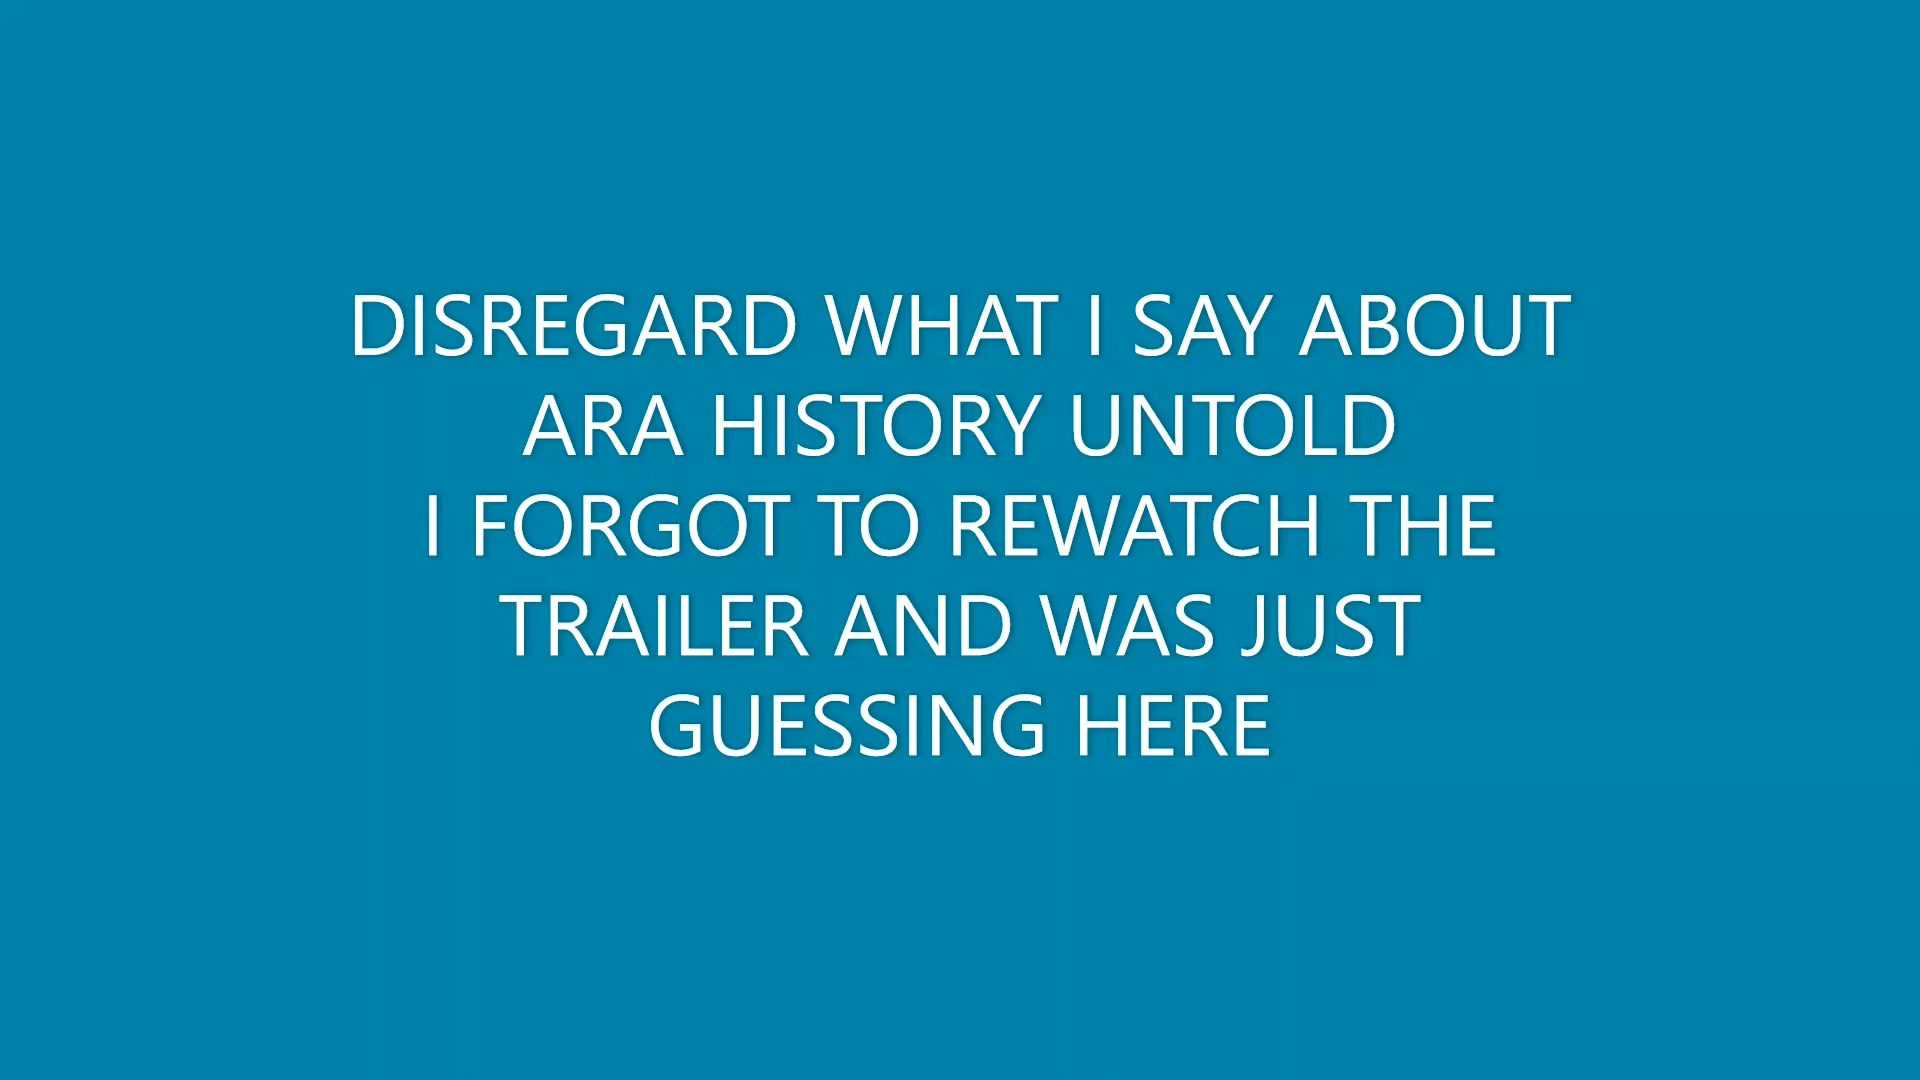 DISREGARD WHAT I SAY ABOUT
ARA HISTORY UNTOLD
I FORGOT TO REWATCH THE
TRAILER AND WAS JUST
GUESSING HERE